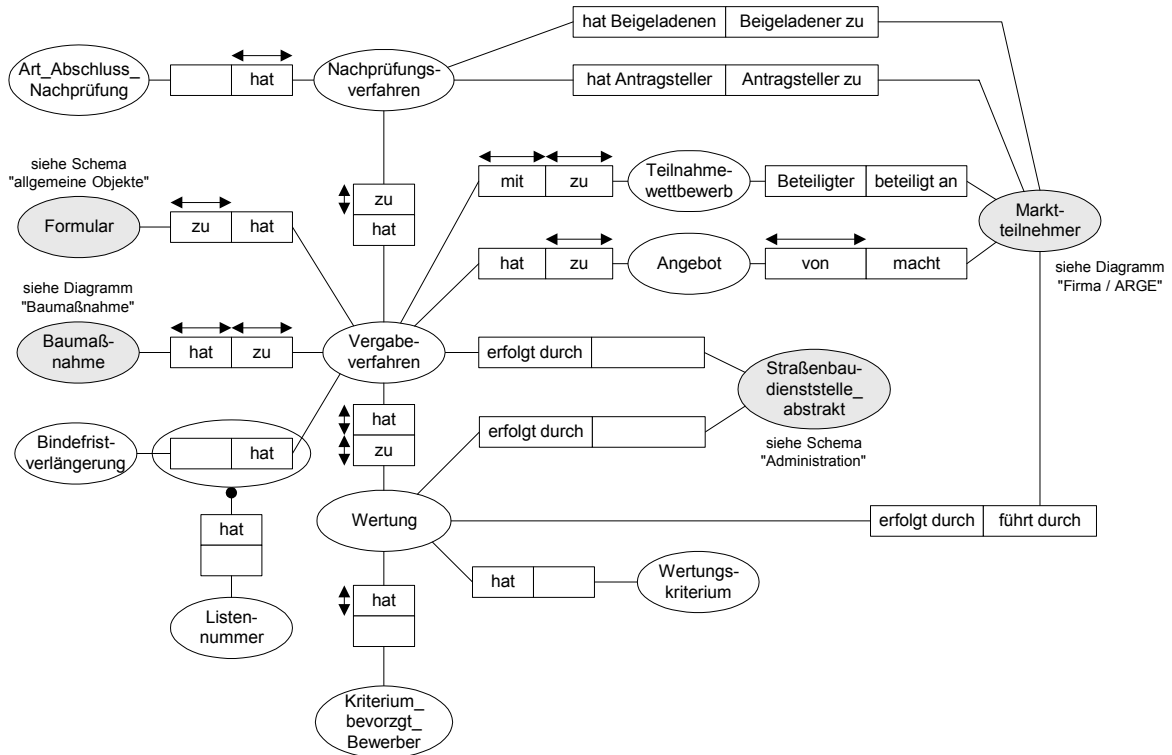 hat Beigeladenen
Beigeladener zu
Art_Abschluss_
Nachprüfung
hat
Nachprüfungs-
verfahren
hat Antragsteller
Antragsteller zu
siehe Schema
"allgemeine Objekte"
Formular
zu
hat
zu
hat
mit
zu
Teilnahme-
wettbewerb
Beteiligter
beteiligt an
Markt-
teilnehmer
siehe Diagramm
"Firma / ARGE"
hat
zu
Angebot
von
macht
siehe Diagramm
"Baumaßnahme"
Baumaß-
nahme
hat
zu
Vergabe-
verfahren
erfolgt durch
Straßenbau-
dienststelle_
abstrakt
siehe Schema
"Administration"
hat
zu
erfolgt durch
Bindefrist-
verlängerung
hat
hat
Listen-
nummer
Wertung
erfolgt durch
führt durch
hat
Wertungs-
kriterium
hat
Kriterium_
bevorzgt_
Bewerber